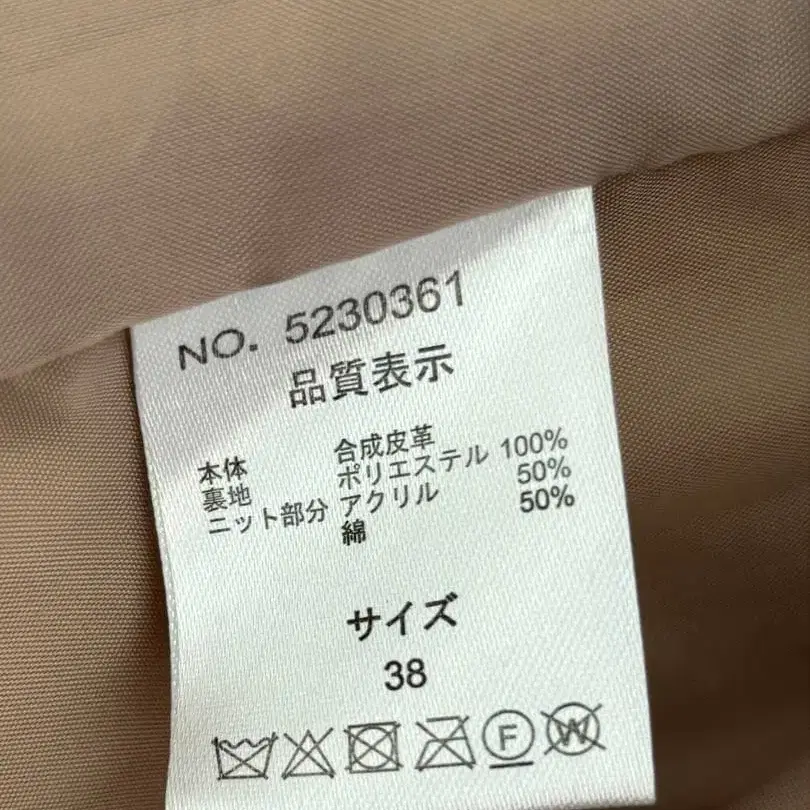 NO. 5230361
品質表示
本体 合成皮革
裏地 ポリエステル 100%
ニット部分 アクリル 50%
綿 50%
サイズ
38
F
W